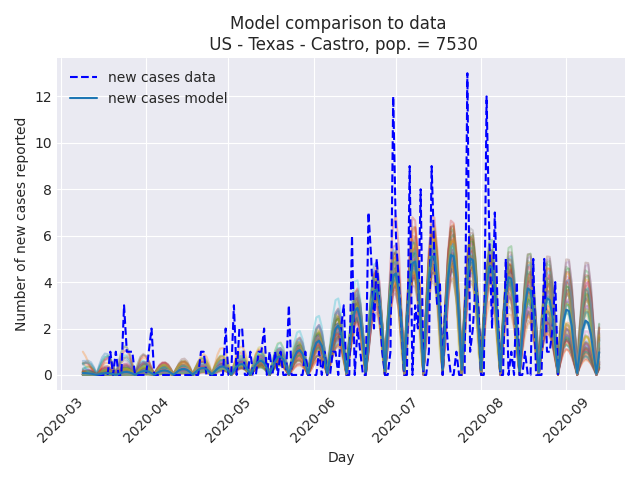 Model comparison to data
US - Texas - Castro, pop. = 7530
new cases data
new cases model
Number of new cases reported
12
10
8
6
4
2
0
2020-03
2020-04
2020-05
2020-06
2020-07
2020-08
2020-09
Day